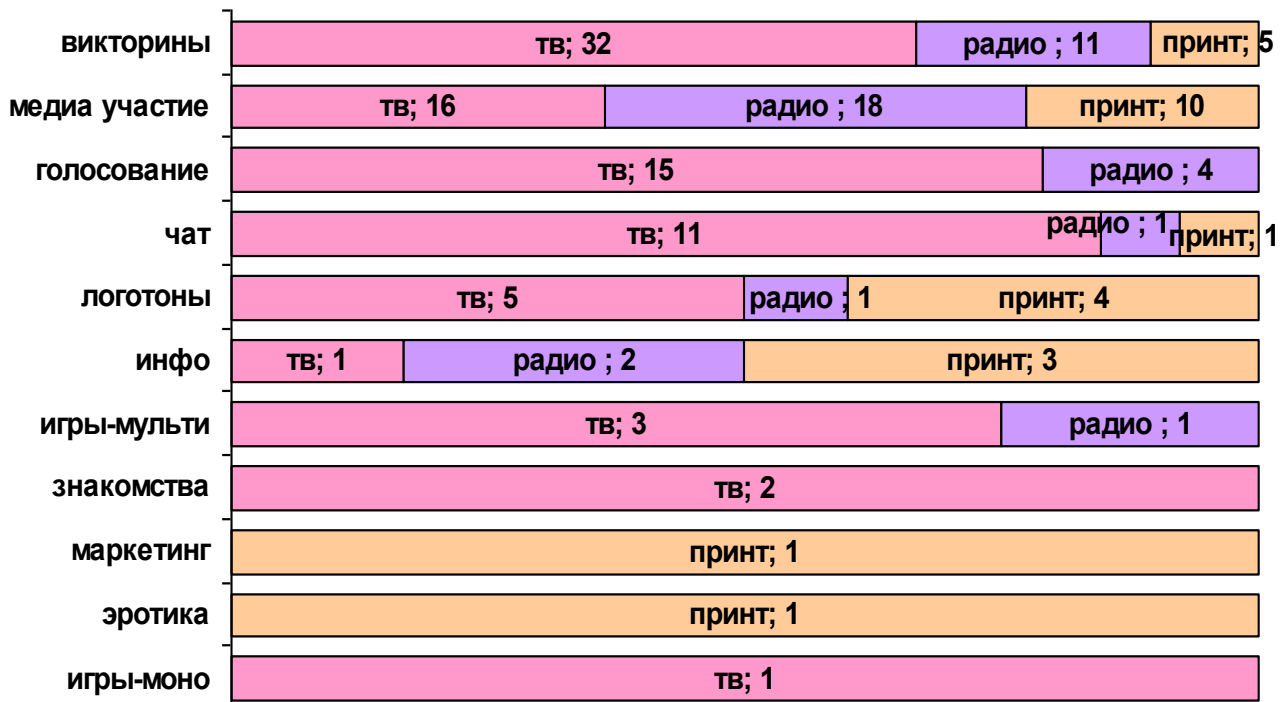 викторины тв; 32 радио ; 11 принт; 5
медиа участие тв; 16 радио ; 18 принт; 10
голосование тв; 15 радио ; 4
чат тв; 11 радио ; 1 принт; 1
логотоны тв; 5 радио ; 1 принт; 4
инфо тв; 1 радио ; 2 принт; 3
игры-мульти тв; 3 радио ; 1
знакомства тв; 2
маркетинг принт; 1
эротика принт; 1
игры-моно тв; 1